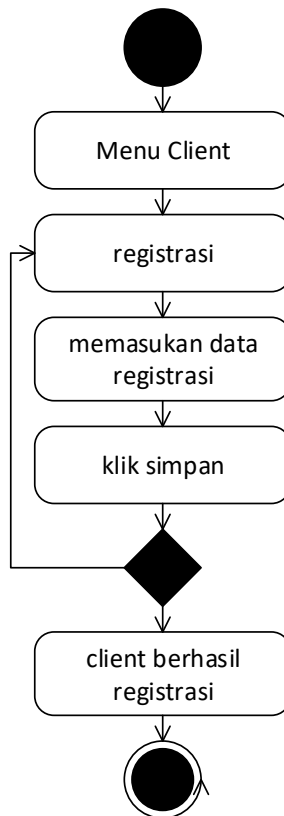 Menu Client
registrasi
memasukan data
registrasi
klik simpan
client berhasil
registrasi